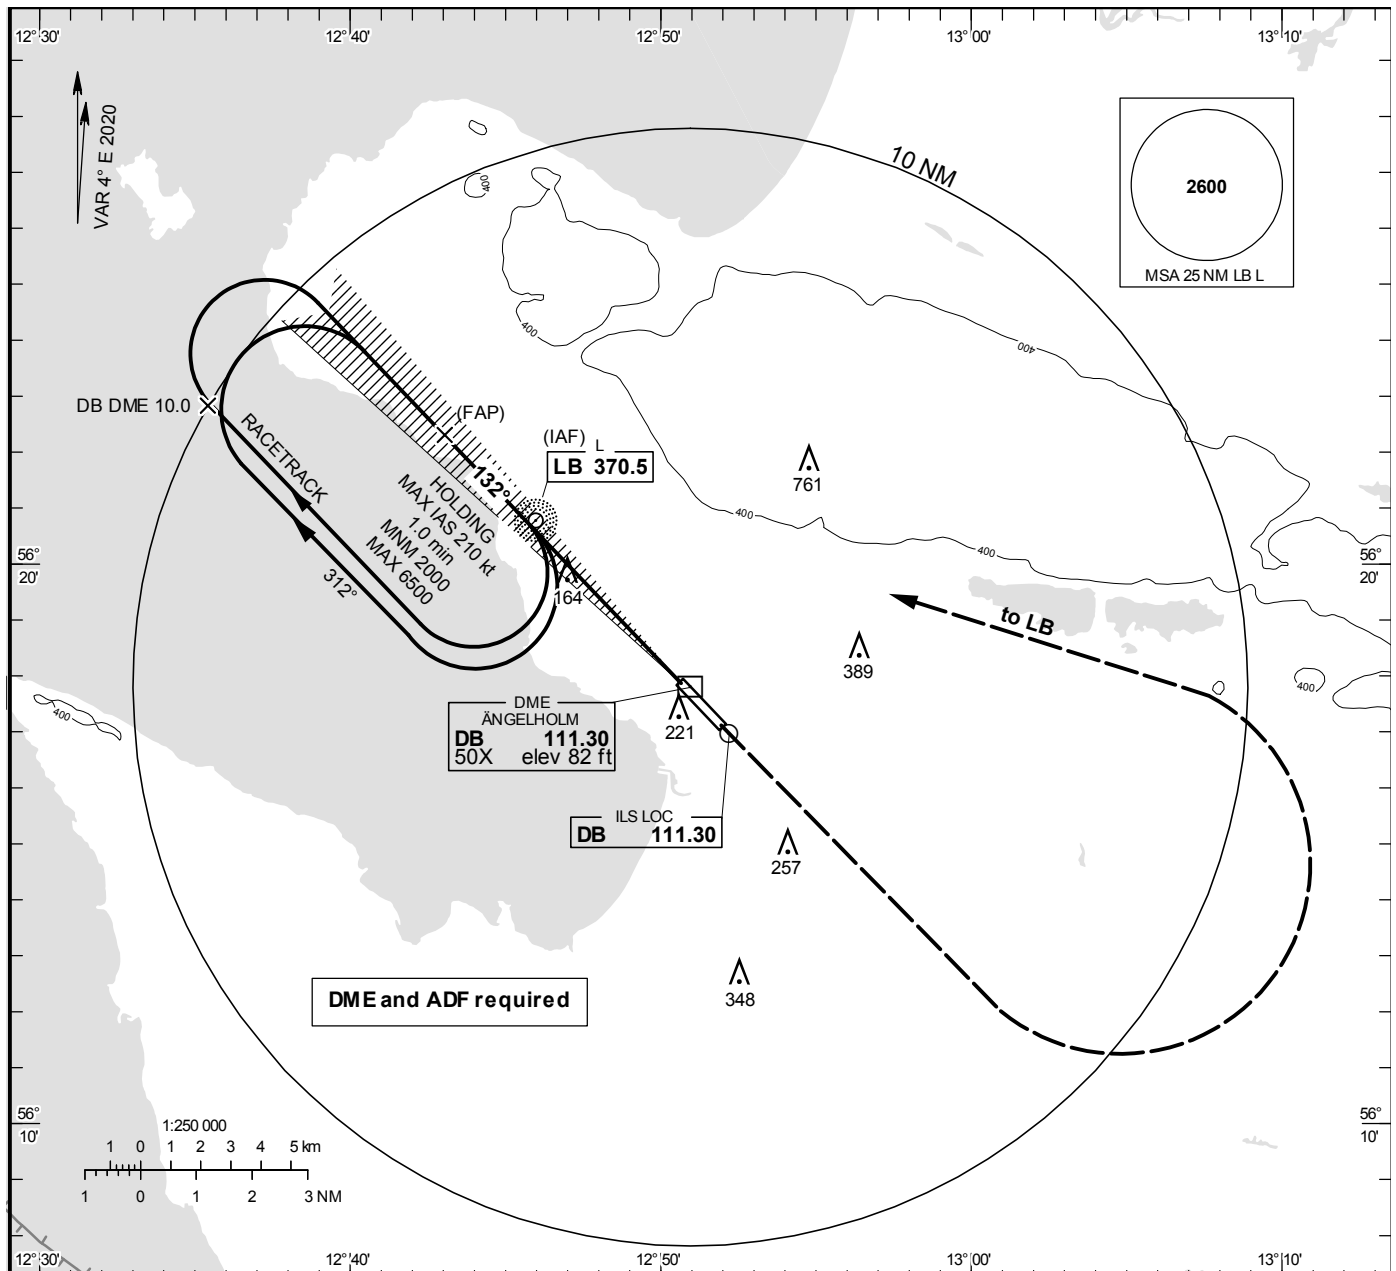 12°30' 12°40' 12°50' 13°00' 13°10'
VAR 4° E 2020
10 NM
2600
MSA 25 NM LB L
400
400
400
400
400
400
400
400
DB DME 10.0
(FAP)
(IAF)
L
LB 370.5
132°
RACETRACK
HOLDING
MAX IAS 210 kt
1.0 min
MNM 2000
MAX 6500
312°
761
164
389
221
257
348
56°
20'
56°
20'
to LB
DME
ÄNGELHOLM
DB 111.30
50X elev 82 ft
ILS LOC
DB 111.30
DME and ADF required
56°
10'
56°
10'
1:250 000
1 0 1 2 3 4 5 km
1 0 1 2 3 NM
12°30' 12°40' 12°50' 13°00' 13°10'